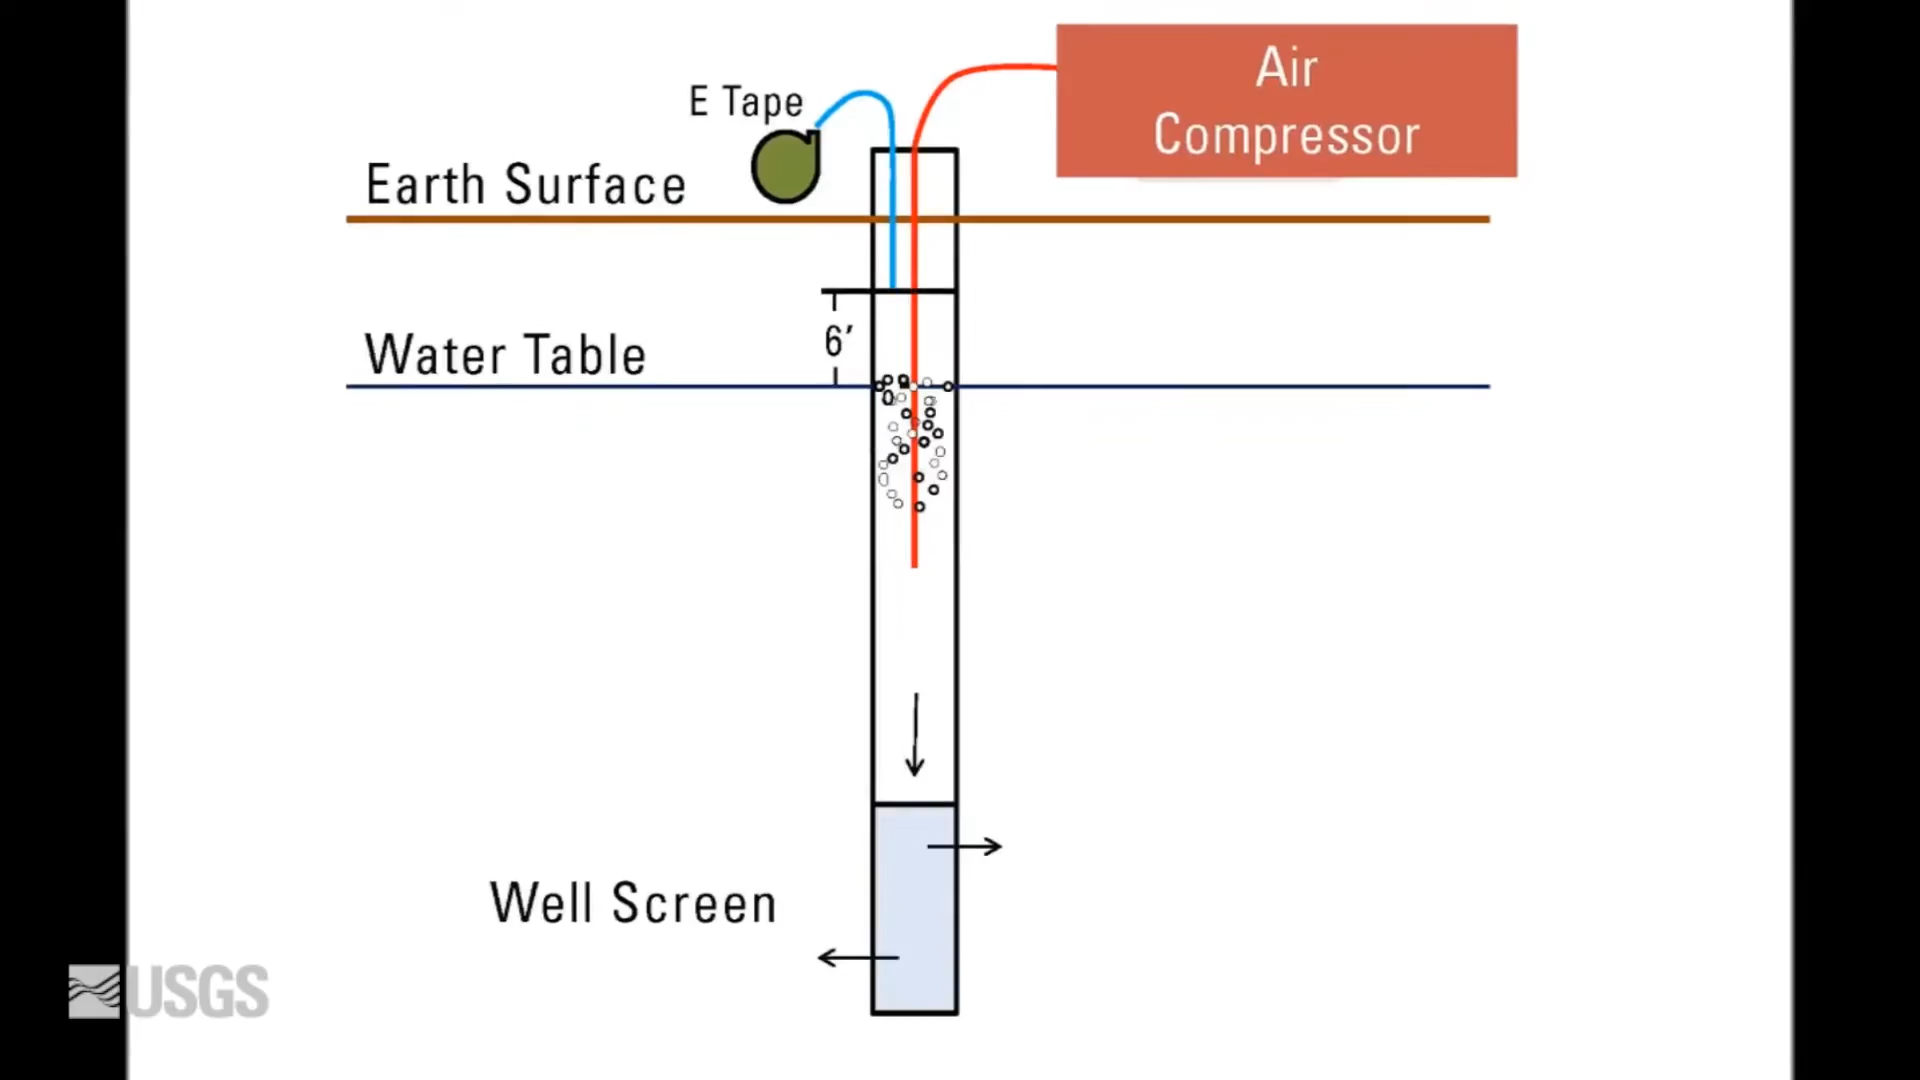 Air
Compressor
E Tape
Earth Surface
6’
Water Table
Well Screen
USGS